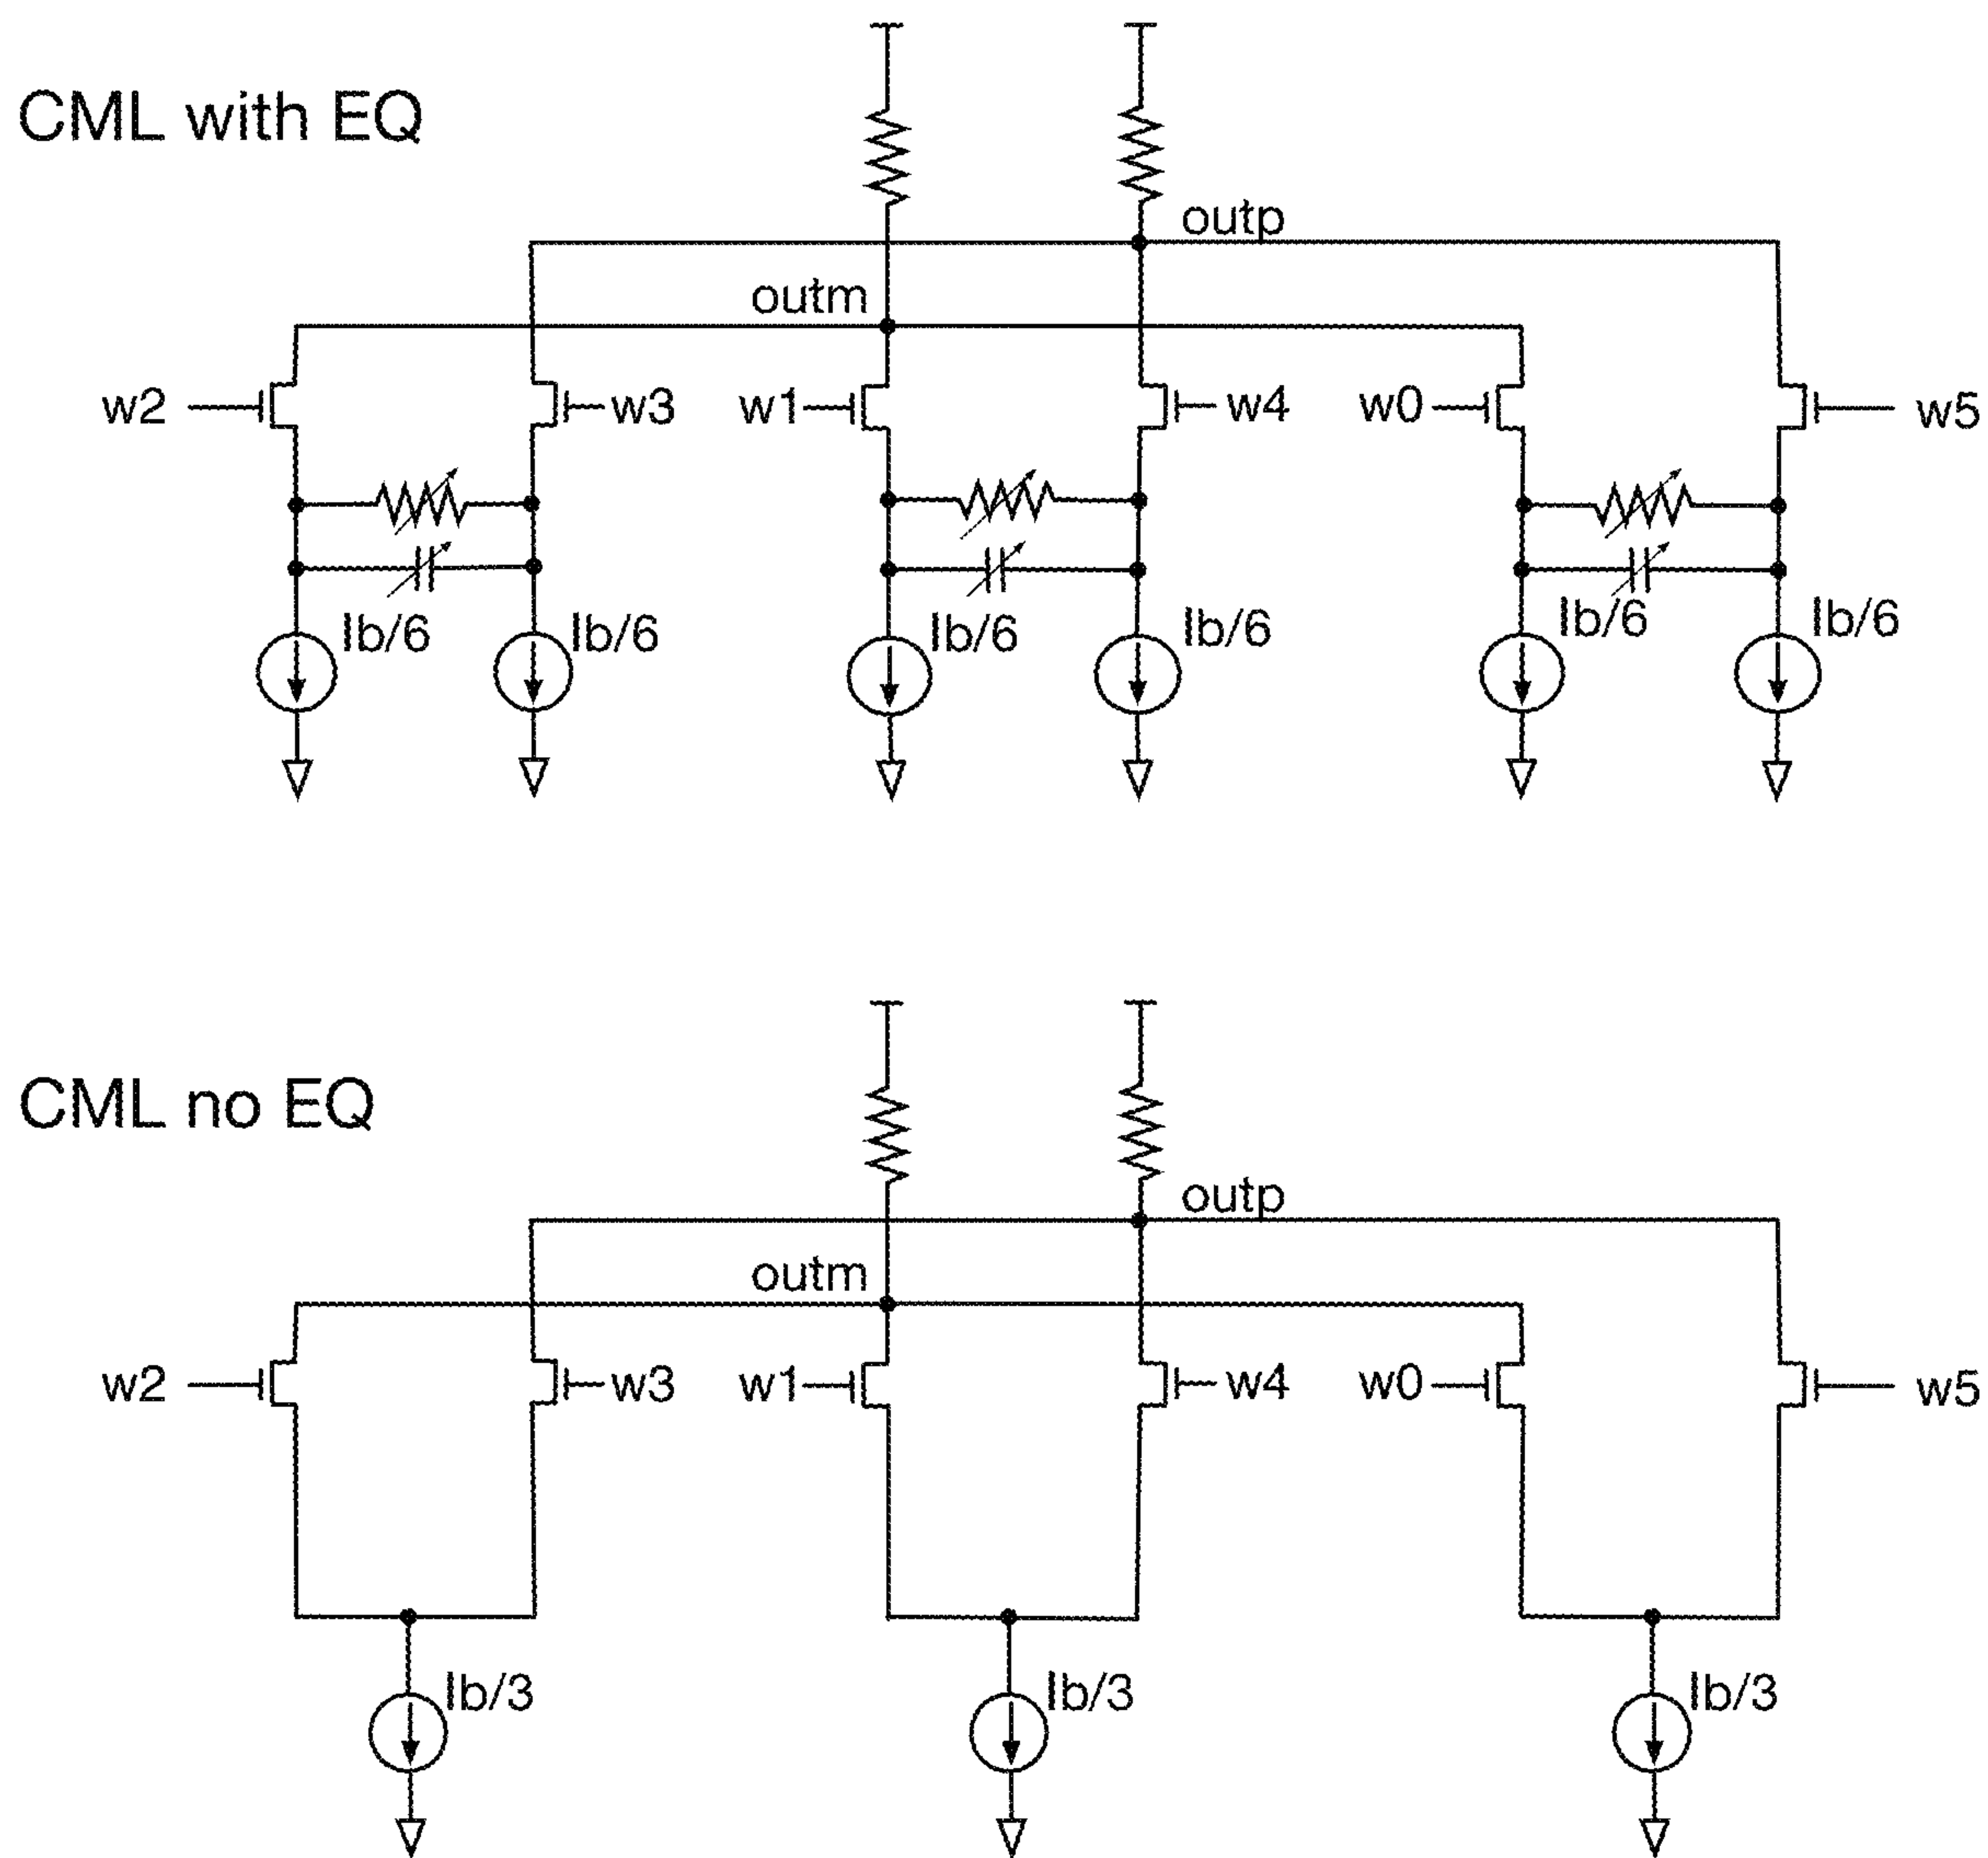 CML with EQ
outp
outm
w2 w3 w1 w4 w0 w5
Ib/6 Ib/6 Ib/6 Ib/6 Ib/6 Ib/6
CML no EQ
outp
outm
w2 w3 w1 w4 w0 w5
Ib/3 Ib/3 Ib/3